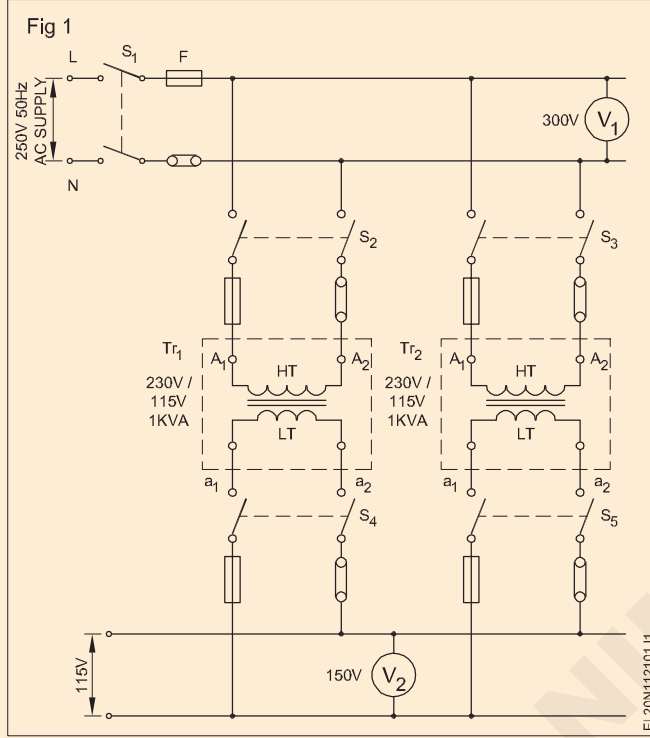 Fig 1
L
S1
F
250V 50Hz
AC SUPPLY
N
300V
V1
S2
S3
Tr1
230V /
115V
1KVA
A1
A2
HT
LT
Tr2
230V /
115V
1KVA
A1
A2
HT
LT
a1
a2
a1
a2
S4
S5
115V
150V
V2
EL20N112101J1